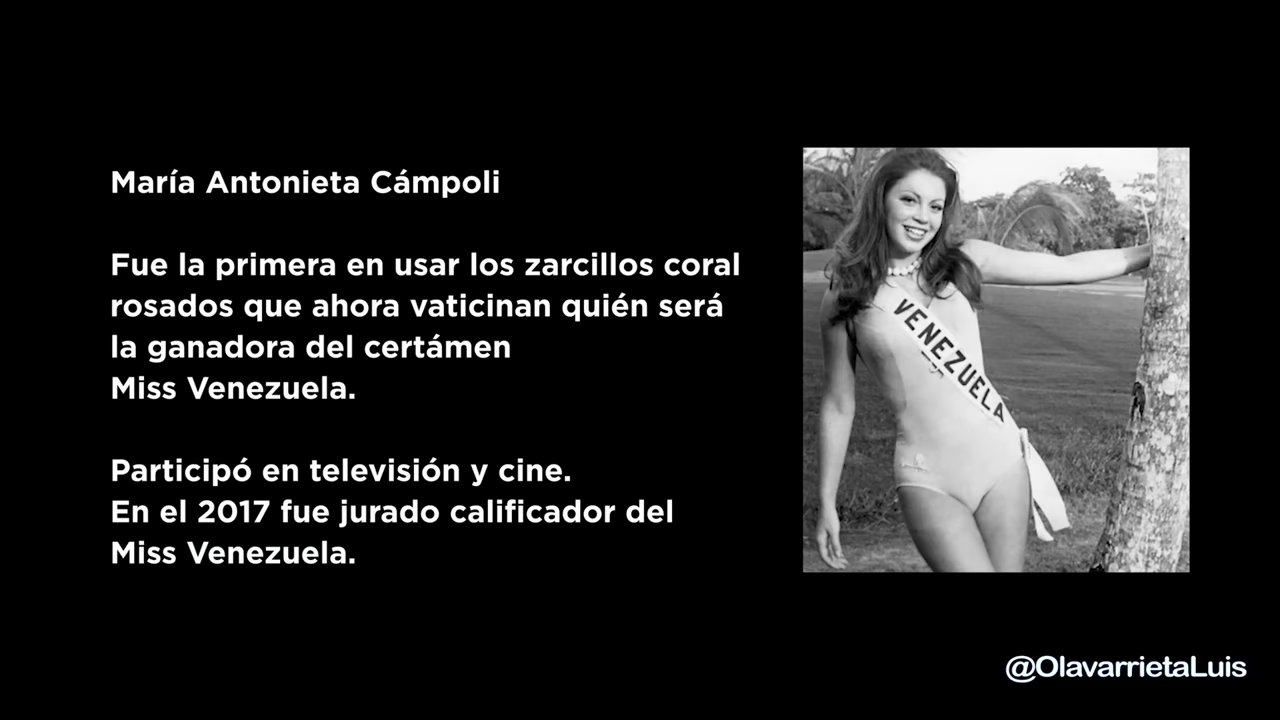 María Antonieta Cámpoli
Fue la primera en usar los zarcillos coral
rosados que ahora vaticinan quién será
la ganadora del certámen
Miss Venezuela.
Participó en televisión y cine.
En el 2017 fue jurado calificador del
Miss Venezuela.
VENEZUELA
@OlavarrietaLuis